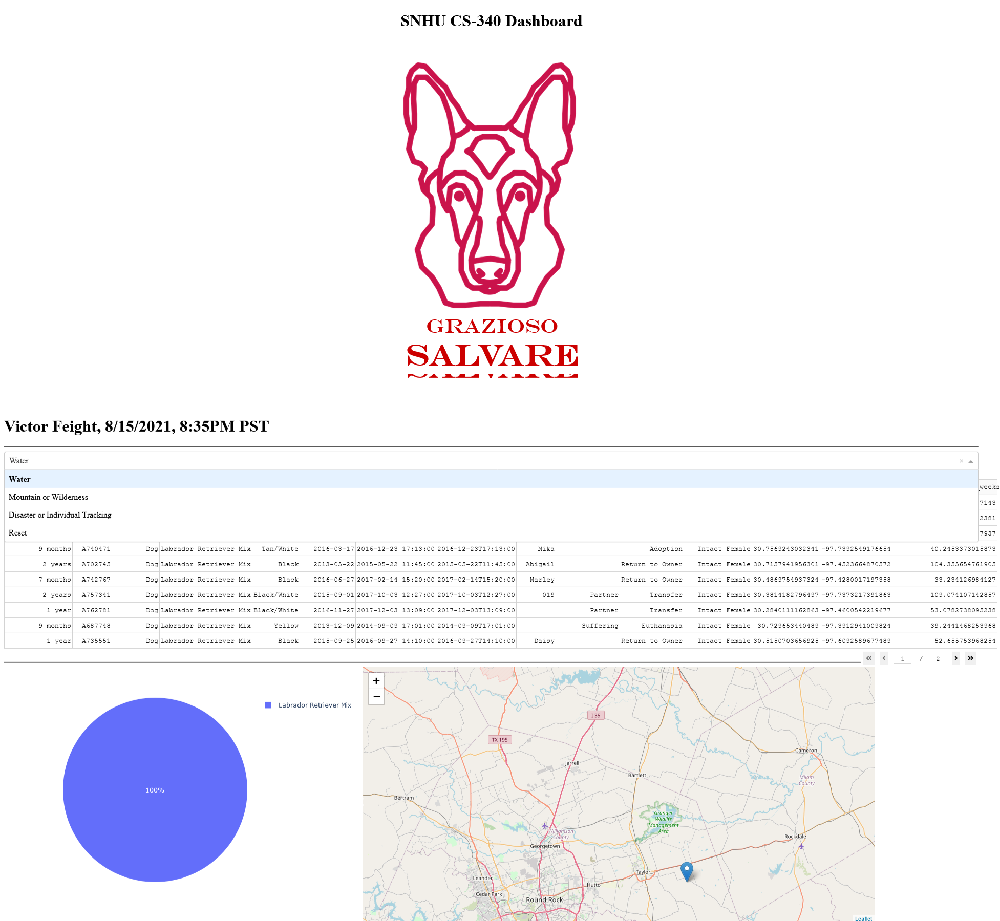 SNHU CS-340 Dashboard
GRAZIOSO
SALVARE
Victor Feight, 8/15/2021, 8:35PM PST
Water
Water
Mountain or Wilderness
Disaster or Individual Tracking
Reset
weeks
7143
2381
7937
9 months A740471 Dog Labrador Retriever Mix Tan/White 2016-03-17 2016-12-23 17:13:00 2016-12-23T17:13:00 Mika Adoption Intact Female 30.7569243032341 -97.7392549176654 40.2453373015873
2 years A702745 Dog Labrador Retriever Mix Black 2013-05-22 2015-05-22 11:45:00 2015-05-22T11:45:00 Abigail Return to Owner Intact Female 30.7157941956301 -97.4523664870572 104.355654761905
7 months A742767 Dog Labrador Retriever Mix Black 2016-06-27 2017-02-14 15:20:00 2017-02-14T15:20:00 Marley Return to Owner Intact Female 30.4869754937324 -97.4280017197358 33.234126984127
2 years A757341 Dog Labrador Retriever Mix Black/White 2015-09-01 2017-10-03 12:27:00 2017-10-03T12:27:00 019 Partner Transfer Intact Female 30.3814182796497 -97.7373217391863 109.074107142857
1 year A762781 Dog Labrador Retriever Mix Black/White 2016-11-27 2017-12-03 13:09:00 2017-12-03T13:09:00 Partner Transfer Intact Female 30.2840111162863 -97.4600542219677 53.0782738095238
9 months A687748 Dog Labrador Retriever Mix Yellow 2013-12-09 2014-09-09 17:01:00 2014-09-09T17:01:00 Suffering Euthanasia Intact Female 30.729653440489 -97.3912941009824 39.2441468253968
1 year A735551 Dog Labrador Retriever Mix Black 2015-09-25 2016-09-27 14:10:00 2016-09-27T14:10:00 Daisy Return to Owner Intact Female 30.5150703656925 -97.6092589677489 52.655753968254
1 / 2
Labrador Retriever Mix
100%
+
−
I 35
TX 195
Cameron
Jarrell
Bartlett
Milam
County
Bertram
Granger
Wildlife
Management
Area
Williamson
County
Georgetown
Rockdale
Taylor
Leander
Hutto
Cedar Park
Round Rock
Leaflet